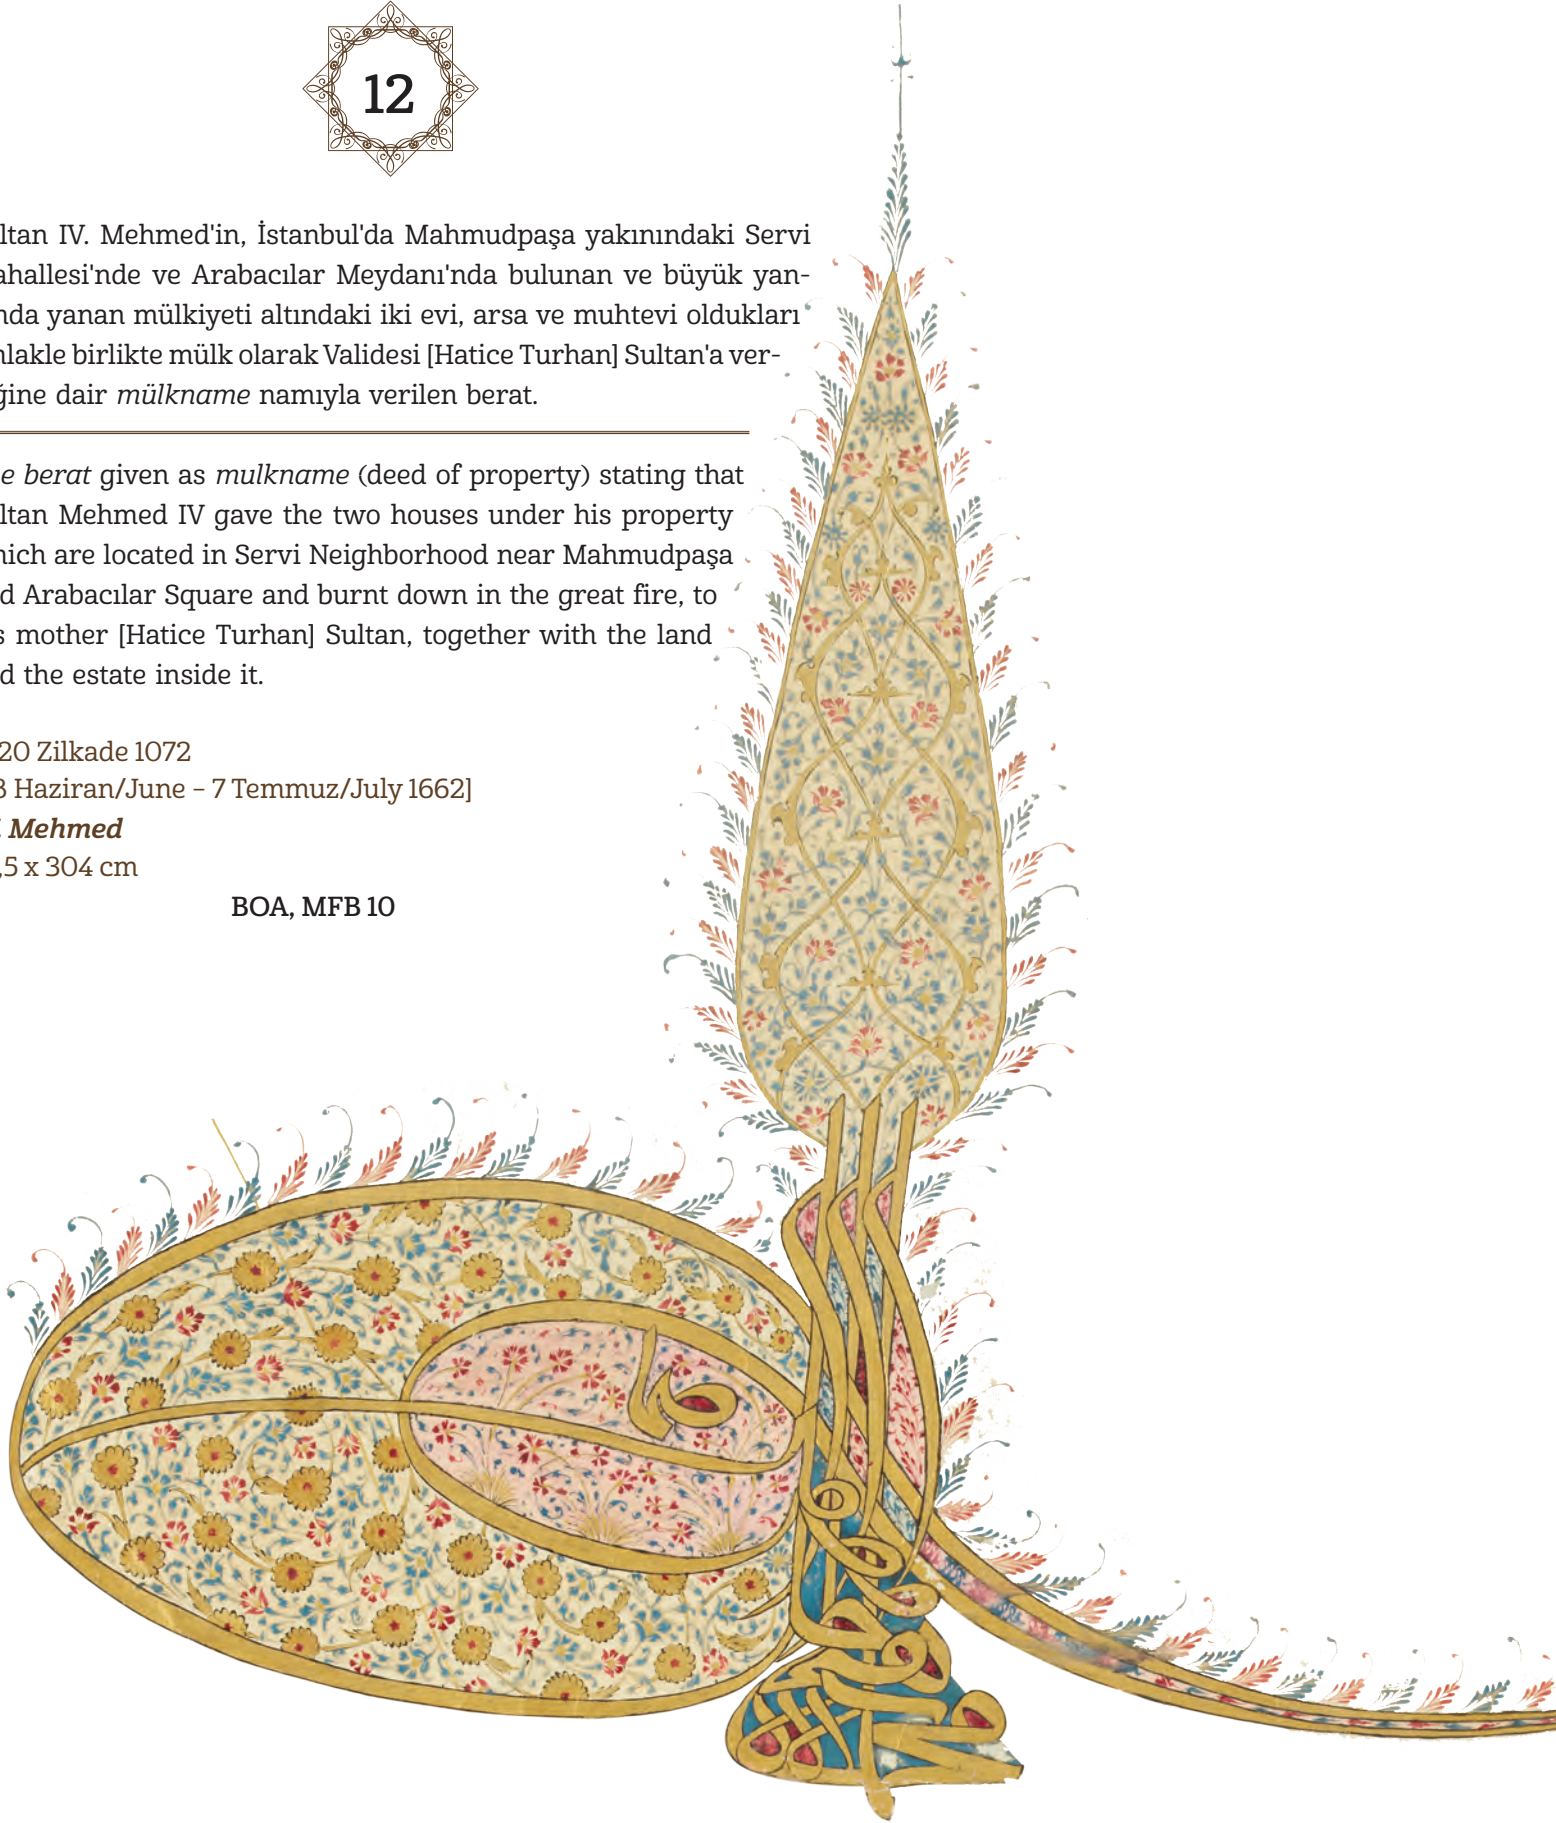 12
ltan IV. Mehmed'in, İstanbul'da Mahmudpaşa yakınındaki Servi
ahallesi'nde ve Arabacılar Meydanı'nda bulunan ve büyük yan-
nda yanan mülkiyeti altındaki iki evi, arsa ve muhtevi oldukları
nlakle birlikte mülk olarak Validesi [Hatice Turhan] Sultan'a ver-
ğine dair mülkname namıyla verilen berat.
e berat given as mulkname (deed of property) stating that
ltan Mehmed IV gave the two houses under his property
hich are located in Servi Neighborhood near Mahmudpaşa
d Arabacılar Square and burnt down in the great fire, to
s mother [Hatice Turhan] Sultan, together with the land
d the estate inside it.
20 Zilkade 1072
8 Haziran/June – 7 Temmuz/July 1662]
. Mehmed
,5 x 304 cm
BOA, MFB 10